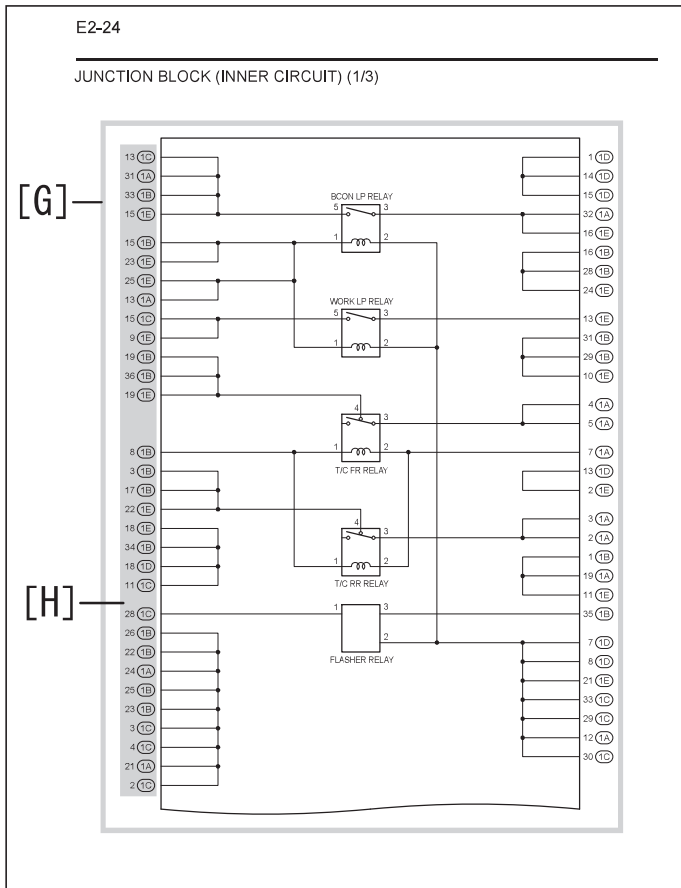 E2-24
JUNCTION BLOCK (INNER CIRCUIT) (1/3)
[G]
[H]
13 1C
31 1A
33 1B
15 1E
15 1B
23 1E
25 1E
13 1A
15 1C
9 1E
19 1B
36 1B
19 1E
8 1B
3 1B
17 1B
22 1E
18 1E
34 1B
18 1D
11 1C
28 1C
26 1B
22 1B
24 1A
25 1B
23 1B
3 1C
4 1C
21 1A
2 1C
BCON LP RELAY
5 3
1 2
WORK LP RELAY
5 3
1 2
4
3
1 2
T/C FR RELAY
4
3
1 2
T/C RR RELAY
1 3
2
FLASHER RELAY
1 1D
14 1D
15 1D
32 1A
16 1E
16 1B
28 1B
24 1E
13 1E
31 1B
29 1B
10 1E
4 1A
5 1A
7 1A
13 1D
2 1E
3 1A
2 1A
1 1B
19 1A
11 1E
35 1B
7 1D
8 1D
21 1E
33 1C
29 1C
12 1A
30 1C